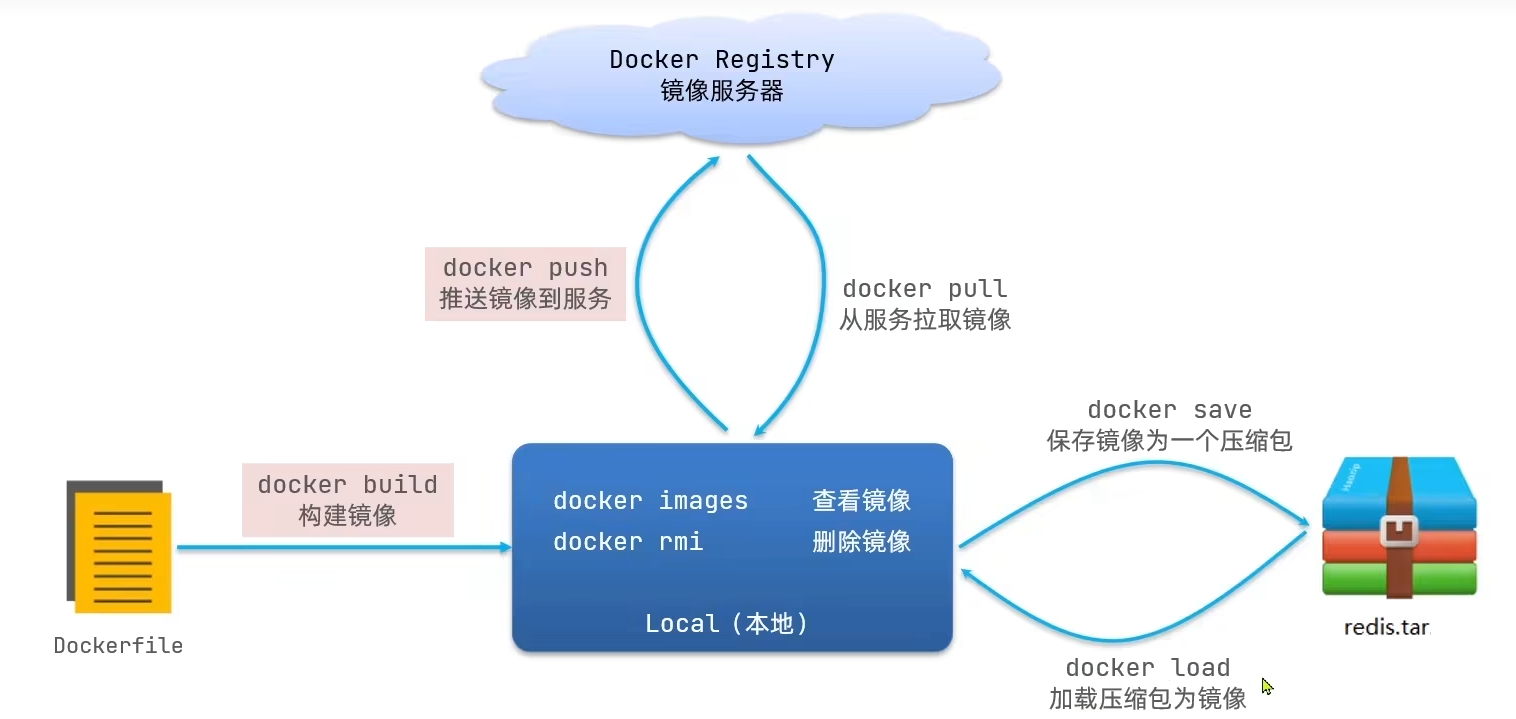 Docker Registry
镜像服务器
docker push
推送镜像到服务
docker pull
从服务拉取镜像
docker save
保存镜像为一个压缩包
docker build
构建镜像
docker images 查看镜像
docker rmi 删除镜像
Local（本地）
Haozip
redis.tar
Dockerfile
docker load
加载压缩包为镜像